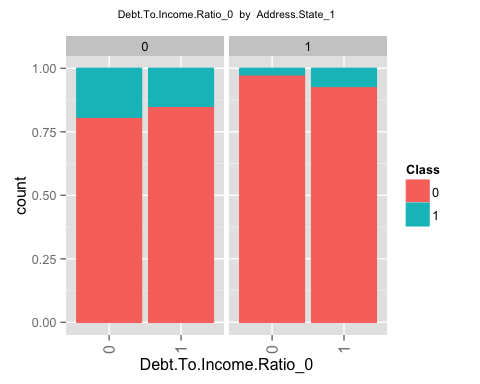 Debt.To.Income.Ratio_0 by Address.State_1
0 1
1.00
0.75
0.50
0.25
0.00
count
0 1 0 1
Debt.To.Income.Ratio_0
Class
0
1